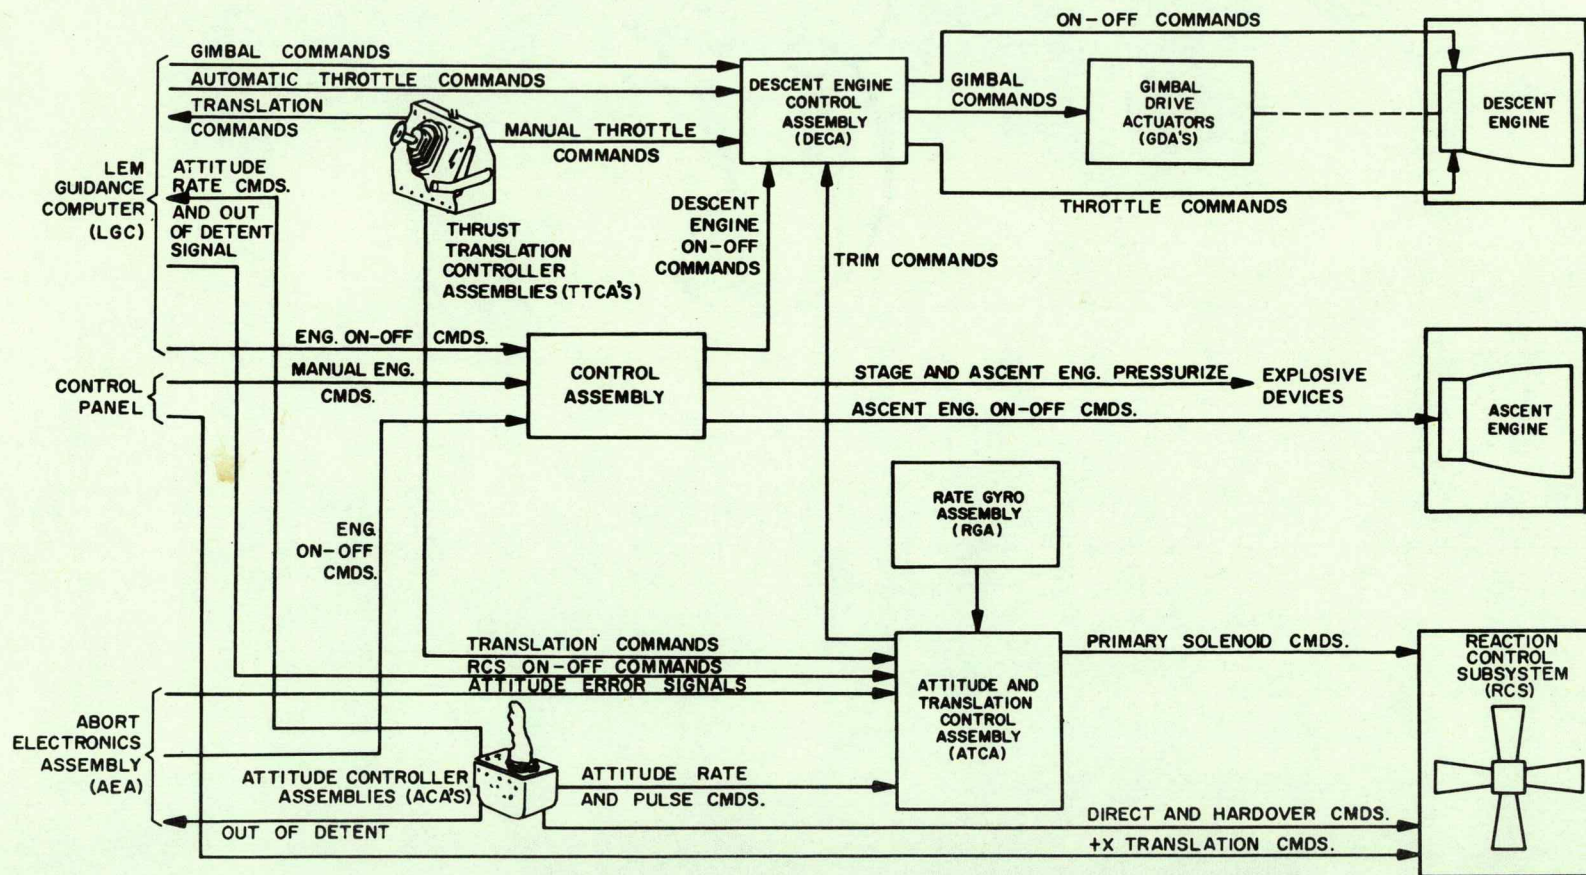 GIMBAL COMMANDS
AUTOMATIC THROTTLE COMMANDS
TRANSLATION
COMMANDS
ATTITUDE
RATE CMDS.
AND OUT
OF DETENT
SIGNAL
LEM
GUIDANCE
COMPUTER
(LGC)
MANUAL THROTTLE
COMMANDS
THRUST
TRANSLATION
CONTROLLER
ASSEMBLIES (TTCA'S)
DESCENT ENGINE
CONTROL
ASSEMBLY
(DECA)
ON-OFF COMMANDS
GIMBAL
COMMANDS
GIMBAL
DRIVE
ACTUATORS
(GDA'S)
DESCENT
ENGINE
THROTTLE COMMANDS
DESCENT
ENGINE
ON-OFF
COMMANDS
TRIM COMMANDS
ENG. ON-OFF CMDS.
CONTROL
PANEL
MANUAL ENG.
CMDS.
CONTROL
ASSEMBLY
STAGE AND ASCENT ENG. PRESSURIZE
EXPLOSIVE
DEVICES
ASCENT ENG. ON-OFF CMDS.
ASCENT
ENGINE
RATE GYRO
ASSEMBLY
(RGA)
ENG.
ON-OFF
CMDS.
TRANSLATION COMMANDS
RCS ON-OFF COMMANDS
ATTITUDE ERROR SIGNALS
ATTITUDE AND
TRANSLATION
CONTROL
ASSEMBLY
(ATCA)
PRIMARY SOLENOID CMDS.
REACTION
CONTROL
SUBSYSTEM
(RCS)
ABORT
ELECTRONICS
ASSEMBLY
(AEA)
ATTITUDE CONTROLLER
ASSEMBLIES (ACA'S)
OUT OF DETENT
ATTITUDE RATE
AND PULSE CMDS.
DIRECT AND HARDOVER CMDS.
+X TRANSLATION CMDS.